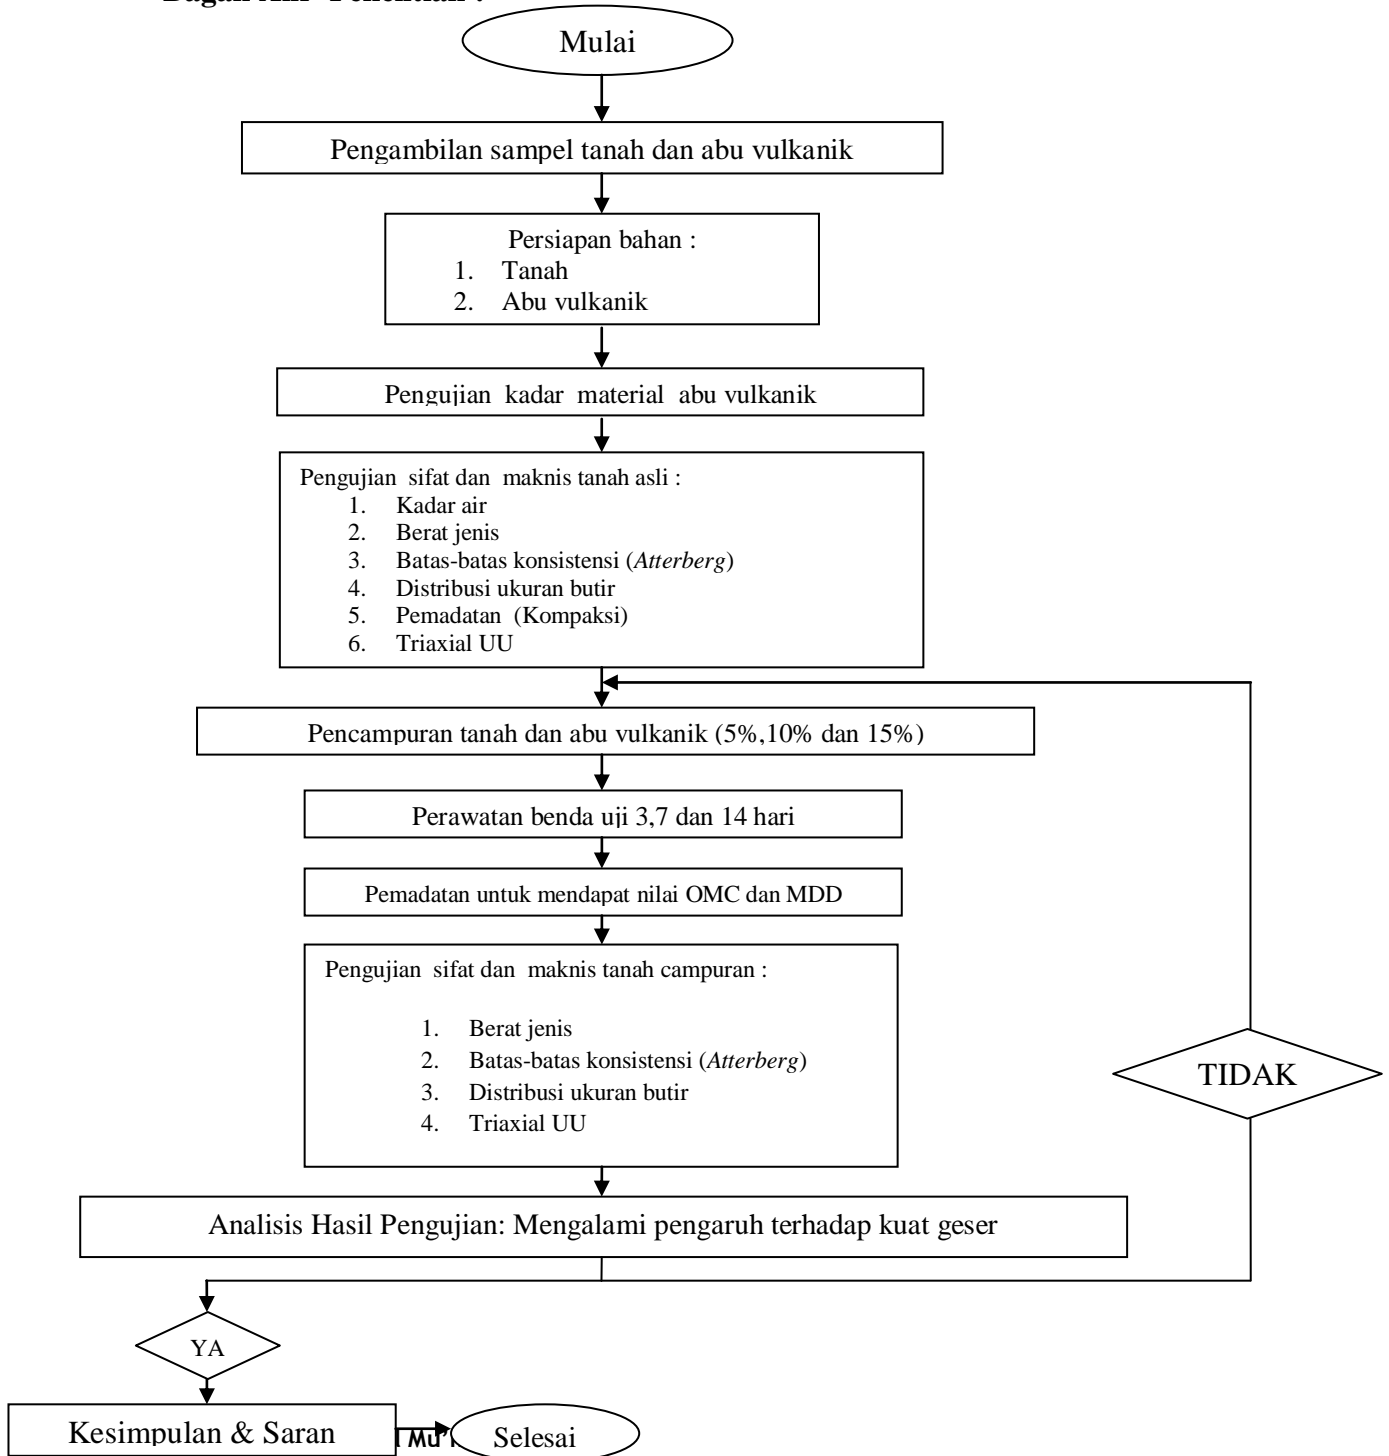 Mulai
Pengambilan sampel tanah dan abu vulkanik
Persiapan bahan :
1. Tanah
2. Abu vulkanik
Pengujian kadar material abu vulkanik
Pengujian sifat dan maknis tanah asli :
1. Kadar air
2. Berat jenis
3. Batas-batas konsistensi (Atterberg)
4. Distribusi ukuran butir
5. Pemadatan (Kompaksi)
6. Triaxial UU
Pencampuran tanah dan abu vulkanik (5%,10% dan 15%)
Perawatan benda uji 3,7 dan 14 hari
Pemadatan untuk mendapat nilai OMC dan MDD
Pengujian sifat dan maknis tanah campuran :
1. Berat jenis
2. Batas-batas konsistensi (Atterberg)
3. Distribusi ukuran butir
4. Triaxial UU
TIDAK
Analisis Hasil Pengujian: Mengalami pengaruh terhadap kuat geser
YA
Kesimpulan & Saran
Selesai